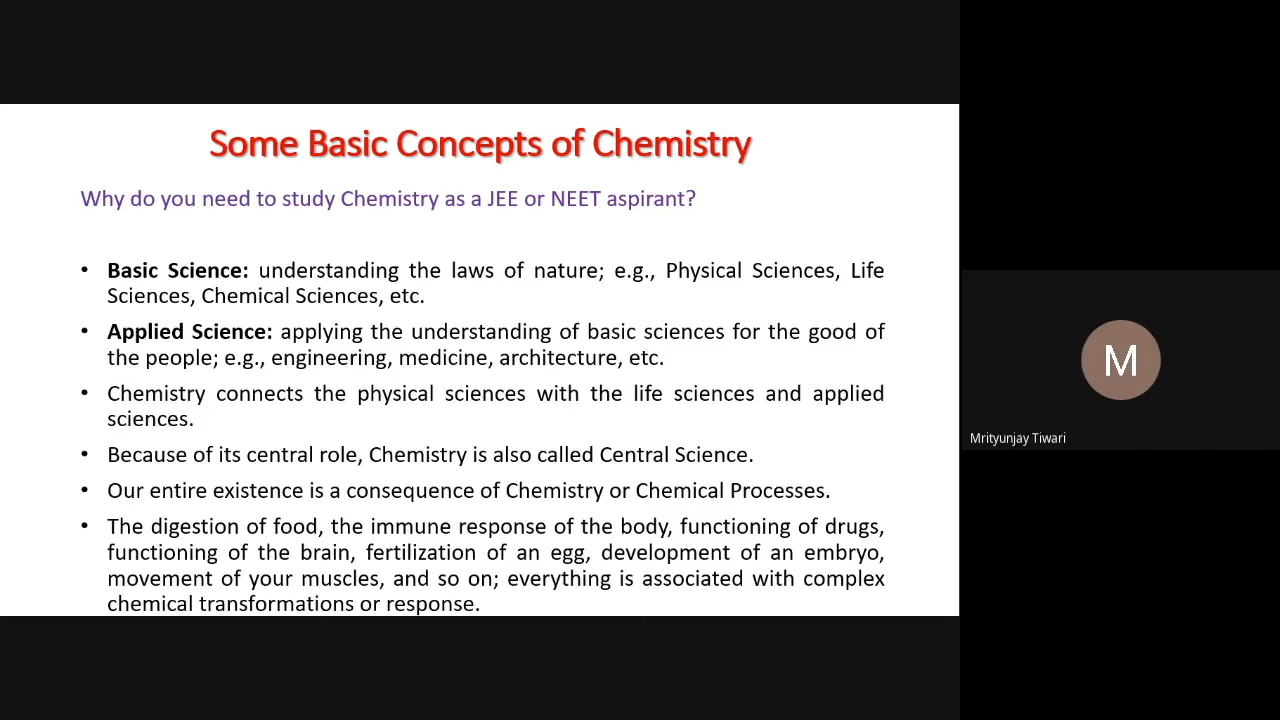 Some Basic Concepts of Chemistry
Why do you need to study Chemistry as a JEE or NEET aspirant?
• Basic Science: understanding the laws of nature; e.g., Physical Sciences, Life
Sciences, Chemical Sciences, etc.
• Applied Science: applying the understanding of basic sciences for the good of
the people; e.g., engineering, medicine, architecture, etc.
• Chemistry connects the physical sciences with the life sciences and applied
sciences.
• Because of its central role, Chemistry is also called Central Science.
• Our entire existence is a consequence of Chemistry or Chemical Processes.
• The digestion of food, the immune response of the body, functioning of drugs,
functioning of the brain, fertilization of an egg, development of an embryo,
movement of your muscles, and so on; everything is associated with complex
chemical transformations or response.
M
Mrityunjay Tiwari